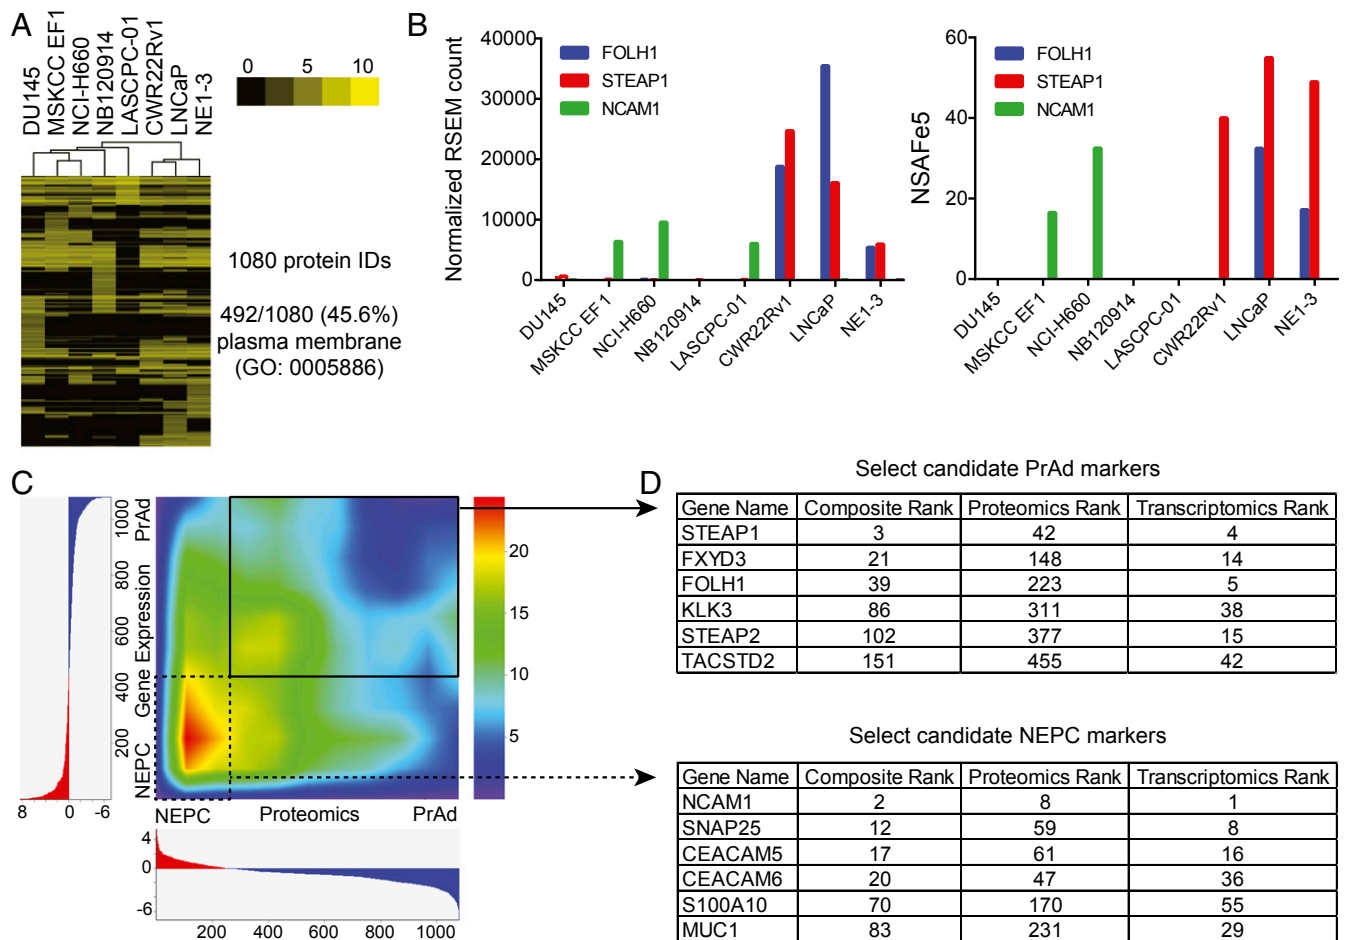 A
DU145
MSKCC EF1
NCI-H660
NB120914
LASCPC-01
CWR22Rv1
LNCaP
NE1-3
0 5 10
1080 protein IDs
492/1080 (45.6%)
plasma membrane
(GO: 0005886)
B
Normalized RSEM count
40000
30000
20000
10000
0
FOLH1
STEAP1
NCAM1
DU145
MSKCC EF1
NCI-H660
NB120914
LASCPC-01
CWR22Rv1
LNCaP
NE1-3
NSAFe5
60
40
20
0
FOLH1
STEAP1
NCAM1
DU145
MSKCC EF1
NCI-H660
NB120914
LASCPC-01
CWR22Rv1
LNCaP
NE1-3
C
8 0 -6
NEPC Gene Expression PrAd
200 400 600 800 1000
20
15
10
5
NEPC Proteomics PrAd
4
0
-6
200 400 600 800 1000
D
Select candidate PrAd markers
Gene Name Composite Rank Proteomics Rank Transcriptomics Rank
STEAP1 3 42 4
FXYD3 21 148 14
FOLH1 39 223 5
KLK3 86 311 38
STEAP2 102 377 15
TACSTD2 151 455 42
Select candidate NEPC markers
Gene Name Composite Rank Proteomics Rank Transcriptomics Rank
NCAM1 2 8 1
SNAP25 12 59 8
CEACAM5 17 61 16
CEACAM6 20 47 36
S100A10 70 170 55
MUC1 83 231 29